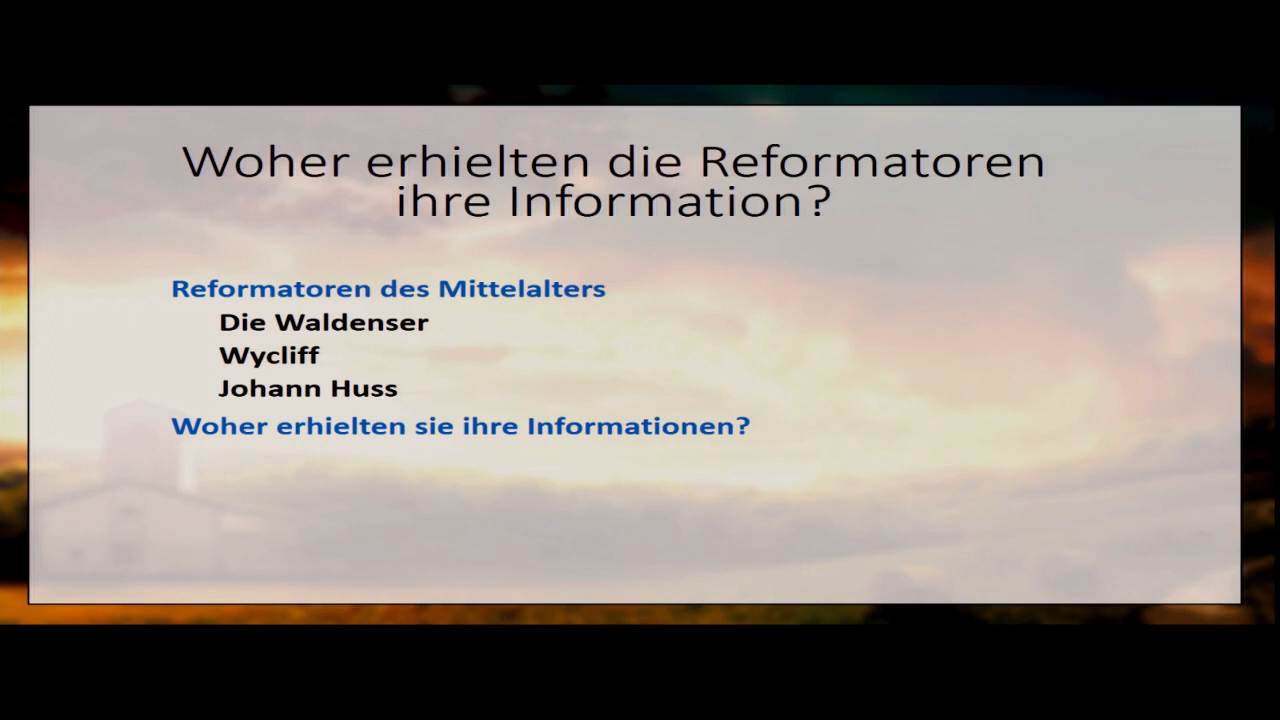 Woher erhielten die Reformatoren
ihre Information?
Reformatoren des Mittelalters
Die Waldenser
Wycliff
Johann Huss
Woher erhielten sie ihre Informationen?